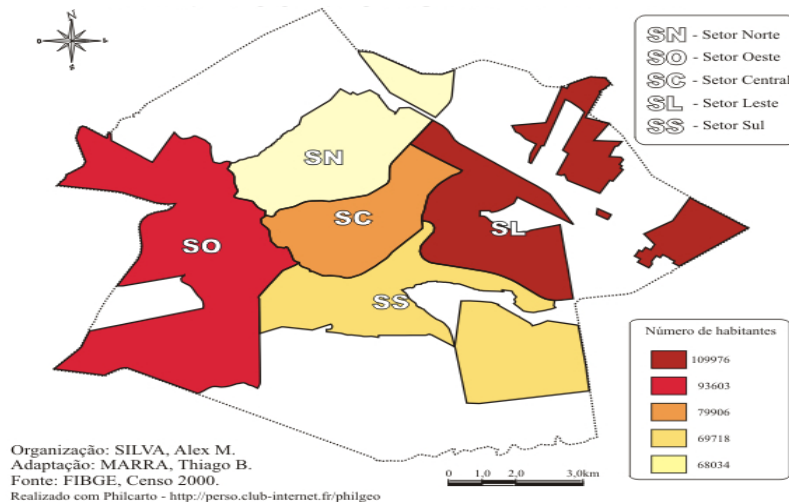 N
O
L
S
SN - Setor Norte
SO - Setor Oeste
SC - Setor Central
SL - Setor Leste
SS - Setor Sul
SN
SC
SO
SL
SS
Número de habitantes
109976
93603
79906
69718
68034
Organização: SILVA, Alex M.
Adaptação: MARRA, Thiago B.
Fonte: FIBGE, Censo 2000.
Realizado com Philcarto - http://perso.club-internet.fr/philgeo
0 1,0 2,0 3,0km